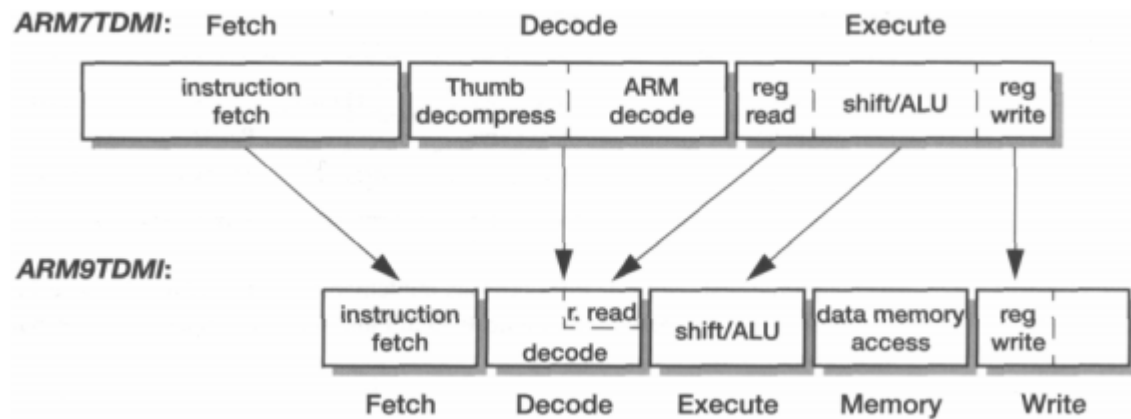 ARM7TDMI: Fetch Decode Execute
instruction fetch
Thumb decompress
ARM decode
reg read
shift/ALU
reg write
ARM9TDMI:
instruction fetch
r. read
decode
shift/ALU
data memory access
reg write
Fetch Decode Execute Memory Write